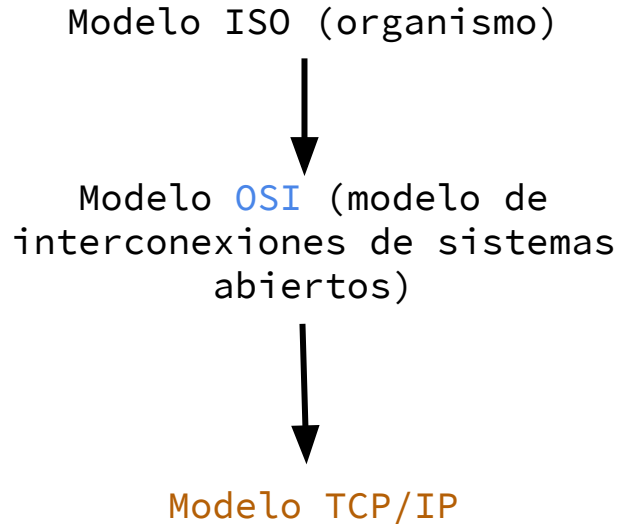 Modelo ISO (organismo)
Modelo OSI (modelo de
interconexiones de sistemas
abiertos)
Modelo TCP/IP